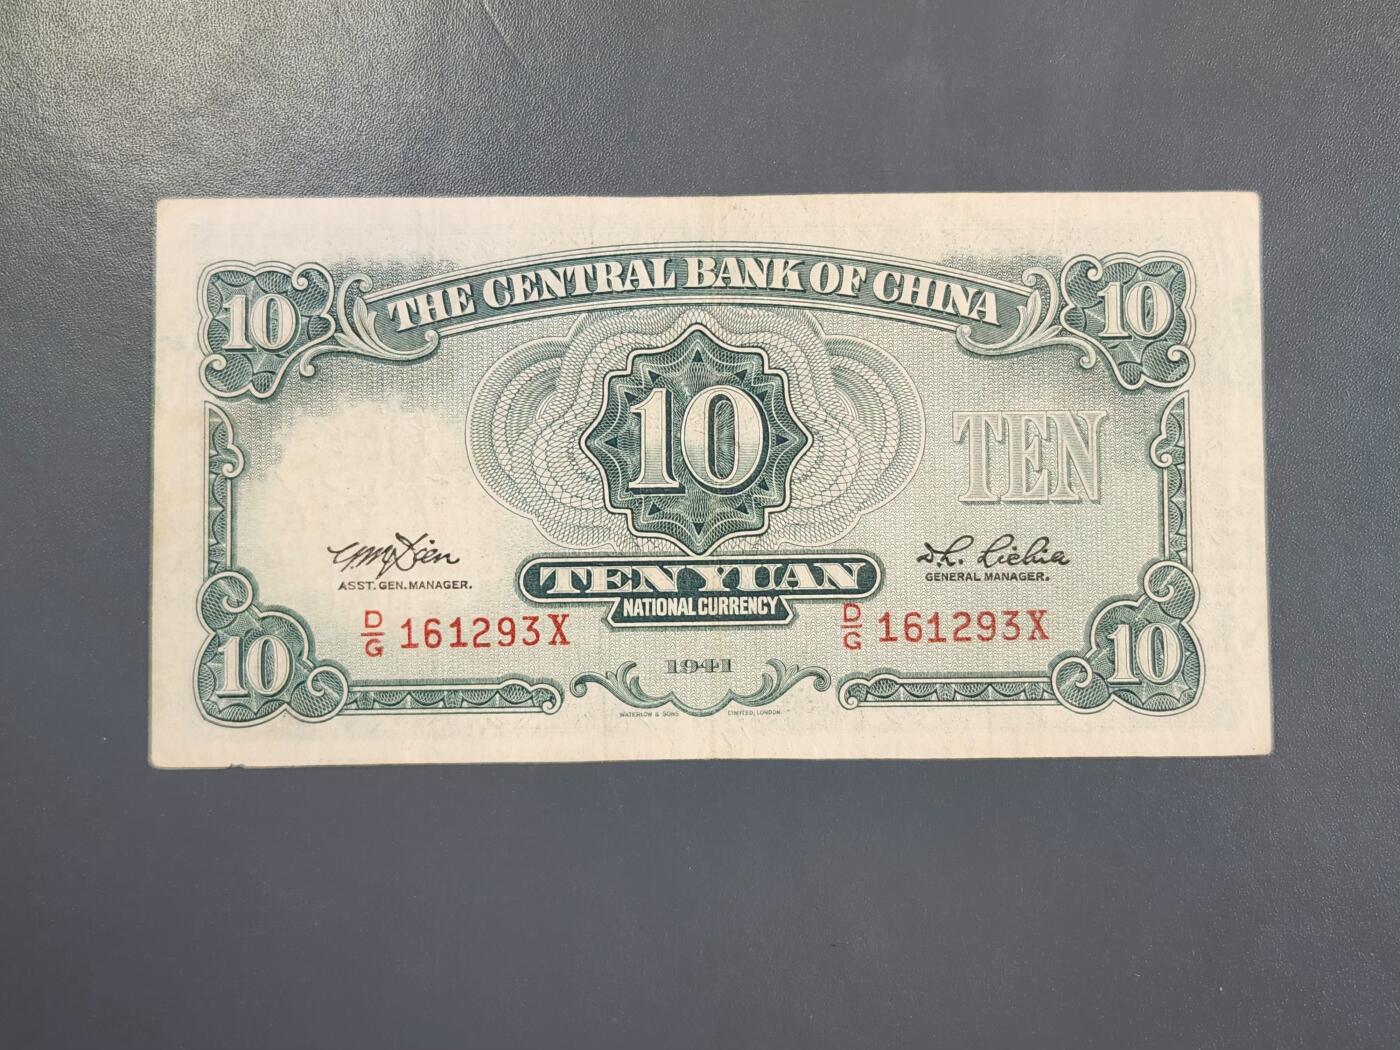 THE CENTRAL BANK OF CHINA
10 10
10
TEN
ASST. GEN. MANAGER.
GENERAL MANAGER.
TEN YUAN
NATIONAL CURRENCY
D/G 161293X
D/G 161293X
10 10
1941
WATERLOW & SONS LIMITED, LONDON.